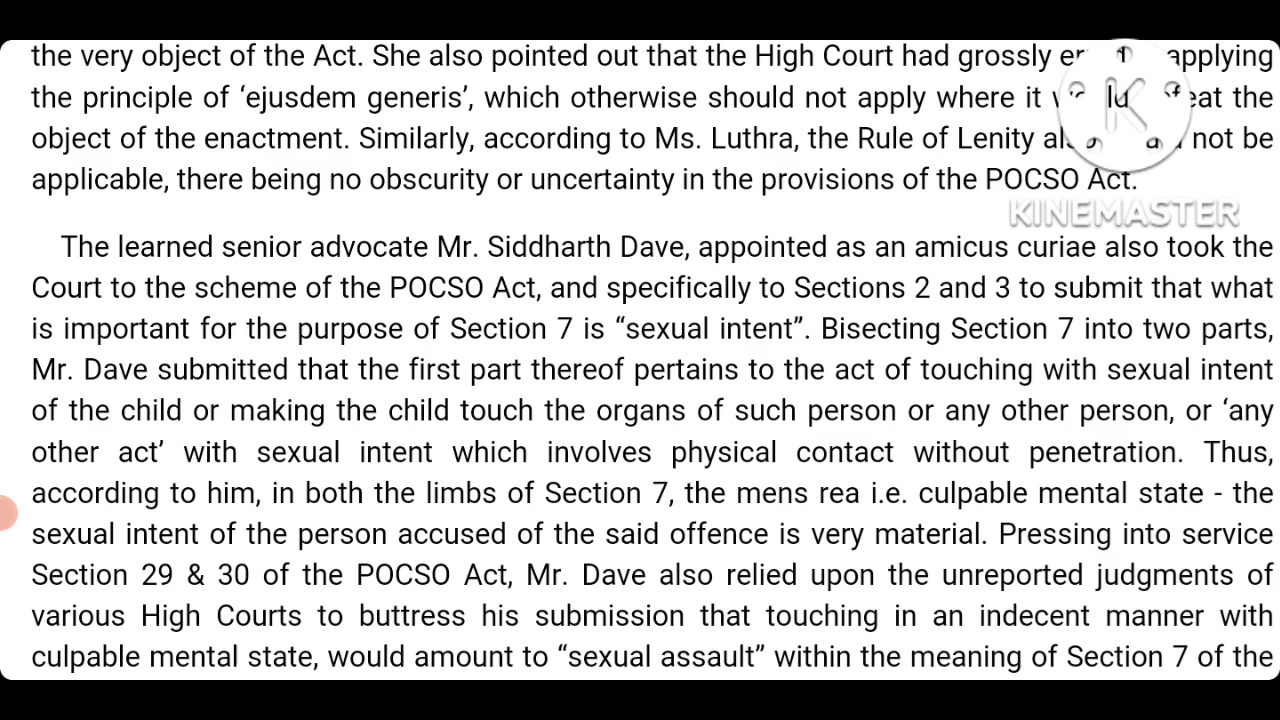 the very object of the Act. She also pointed out that the High Court had grossly applying
the principle of ‘ejusdem generis’, which otherwise should not apply where it the
object of the enactment. Similarly, according to Ms. Luthra, the Rule of Lenity not be
applicable, there being no obscurity or uncertainty in the provisions of the POCSO Act.
KINEMASTER
The learned senior advocate Mr. Siddharth Dave, appointed as an amicus curiae also took the
Court to the scheme of the POCSO Act, and specifically to Sections 2 and 3 to submit that what
is important for the purpose of Section 7 is “sexual intent”. Bisecting Section 7 into two parts,
Mr. Dave submitted that the first part thereof pertains to the act of touching with sexual intent
of the child or making the child touch the organs of such person or any other person, or ‘any
other act’ with sexual intent which involves physical contact without penetration. Thus,
according to him, in both the limbs of Section 7, the mens rea i.e. culpable mental state - the
sexual intent of the person accused of the said offence is very material. Pressing into service
Section 29 & 30 of the POCSO Act, Mr. Dave also relied upon the unreported judgments of
various High Courts to buttress his submission that touching in an indecent manner with
culpable mental state, would amount to “sexual assault” within the meaning of Section 7 of the